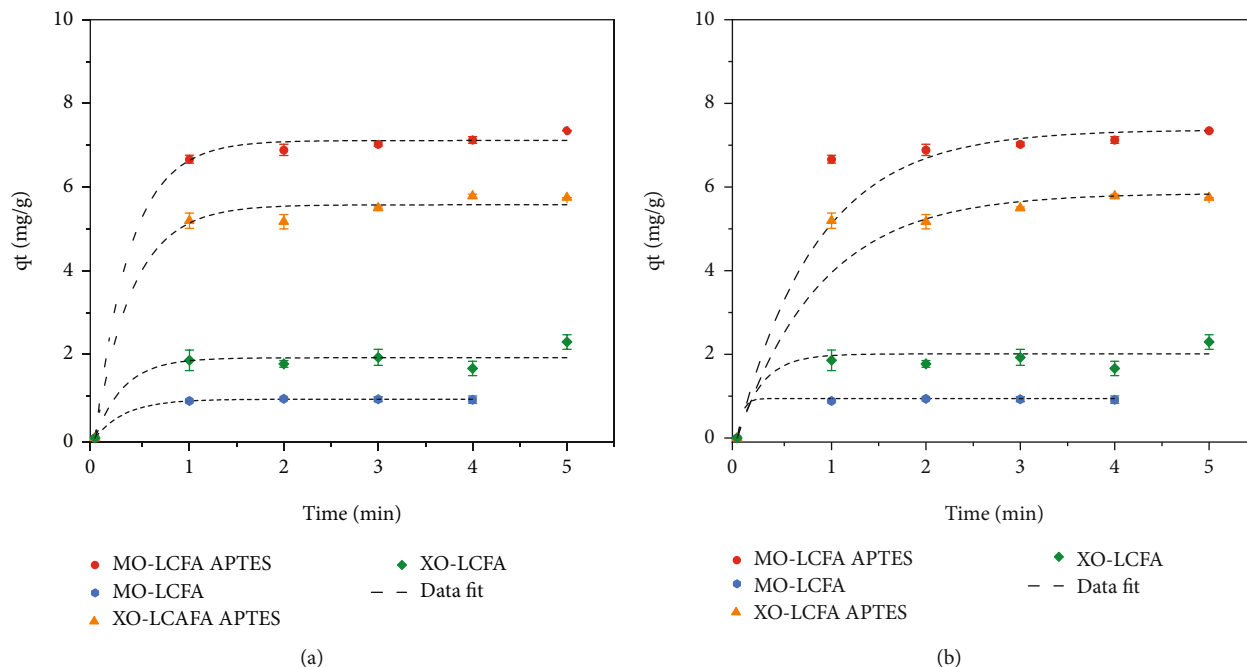 10
8
6
4
2
0
qt (mg/g)
0 1 2 3 4 5
Time (min)
MO-LCFA APTES
MO-LCFA
XO-LCAFA APTES
XO-LCFA
Data fit
(a)
10
8
6
4
2
0
qt (mg/g)
0 1 2 3 4 5
Time (min)
MO-LCFA APTES
MO-LCFA
XO-LCFA APTES
XO-LCFA
Data fit
(b)